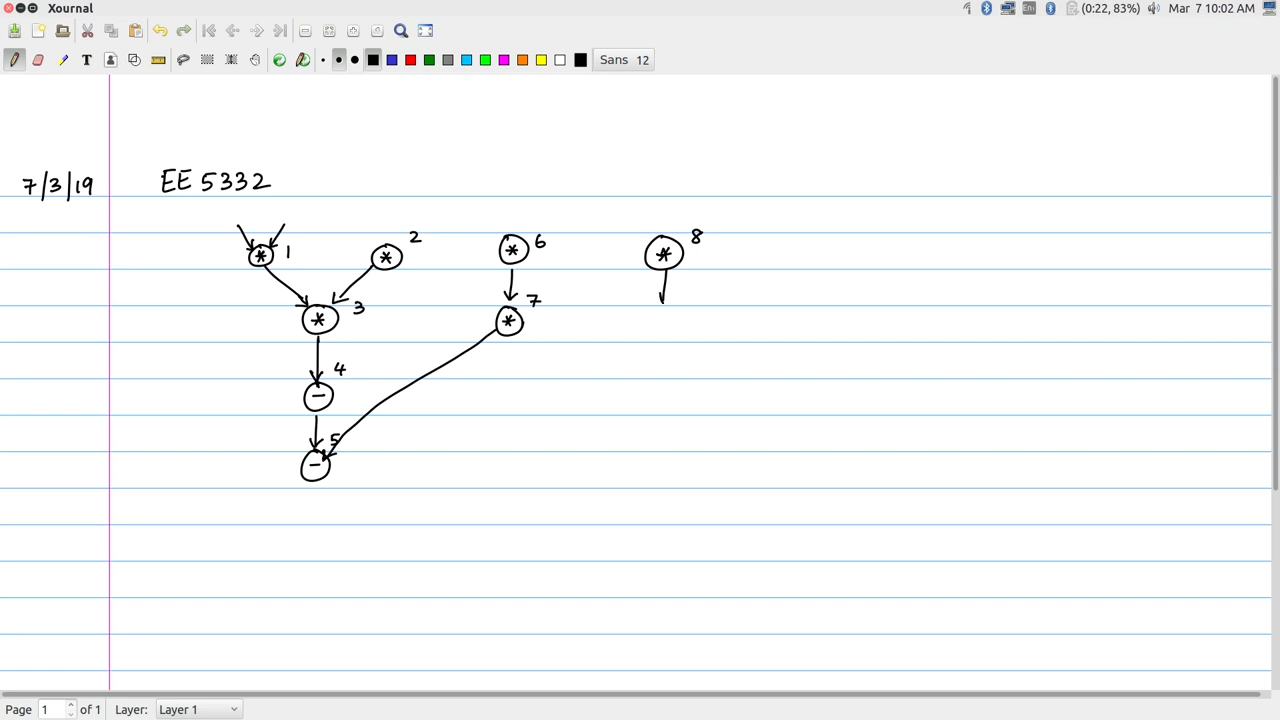 Xournal
(0:22, 83%)
Mar 7 10:02 AM
En
T
Sans 12
7/3/19 EE 5332
* 1 * 2 * 6 * 8
* 3 * 7
- 4
- 5
Page 1 of 1 Layer: Layer 1